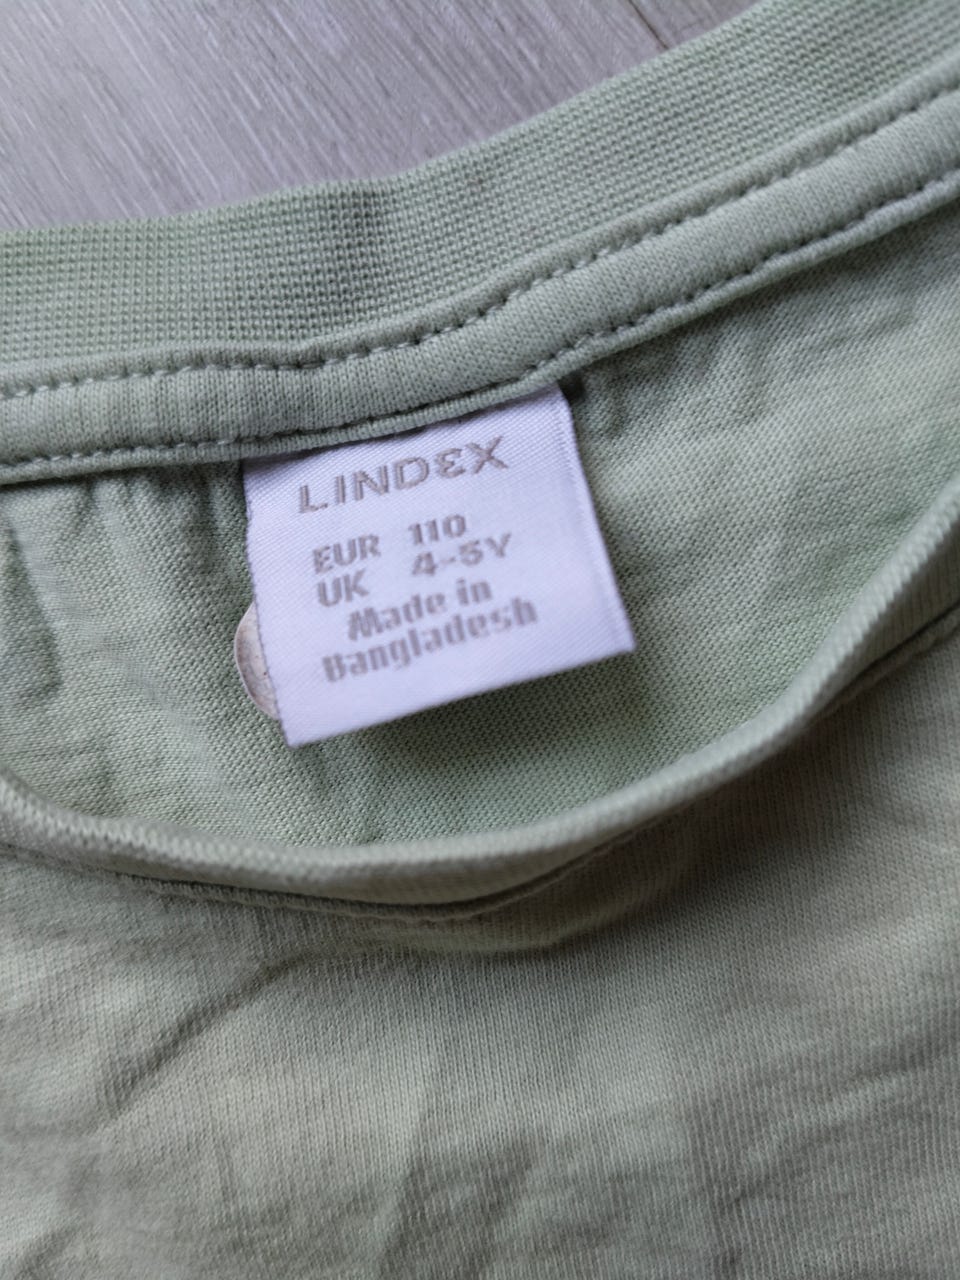 LINDEX
EUR 110
UK 4-5Y
Made in
Bangladesh